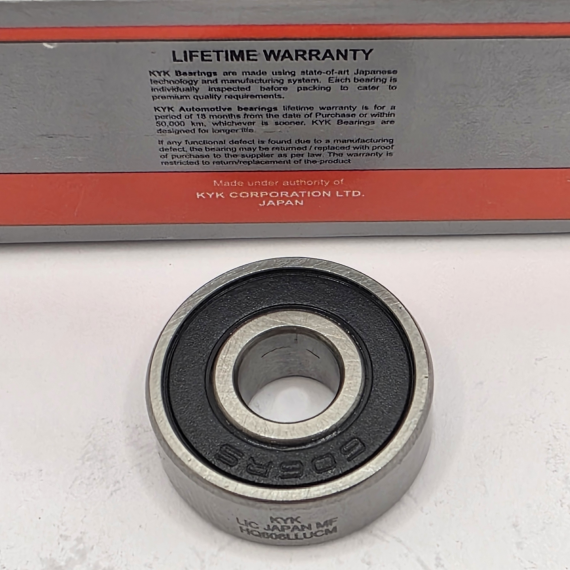 LIFETIME WARRANTY
KYK Bearings are made using state-of-art Japanese
technology and manufacturing system. Each bearing is
individually inspected before packing to cater to
premium quality requirements.
KYK Automotive bearings lifetime warranty is for a
period of 18 months from the date of Purchase or within
50,000 km, whichever is sooner. KYK Bearings are
designed for longer life.
If any functional defect is found due to a manufacturing
defect, the bearing may be returned / replaced with proof
of purchase to the supplier as per law. The warranty is
restricted to return/replacement of the product
Made under authority of
KYK CORPORATION LTD.
JAPAN
606RS
KYK
LIC JAPAN MF
HQ606LLUCM